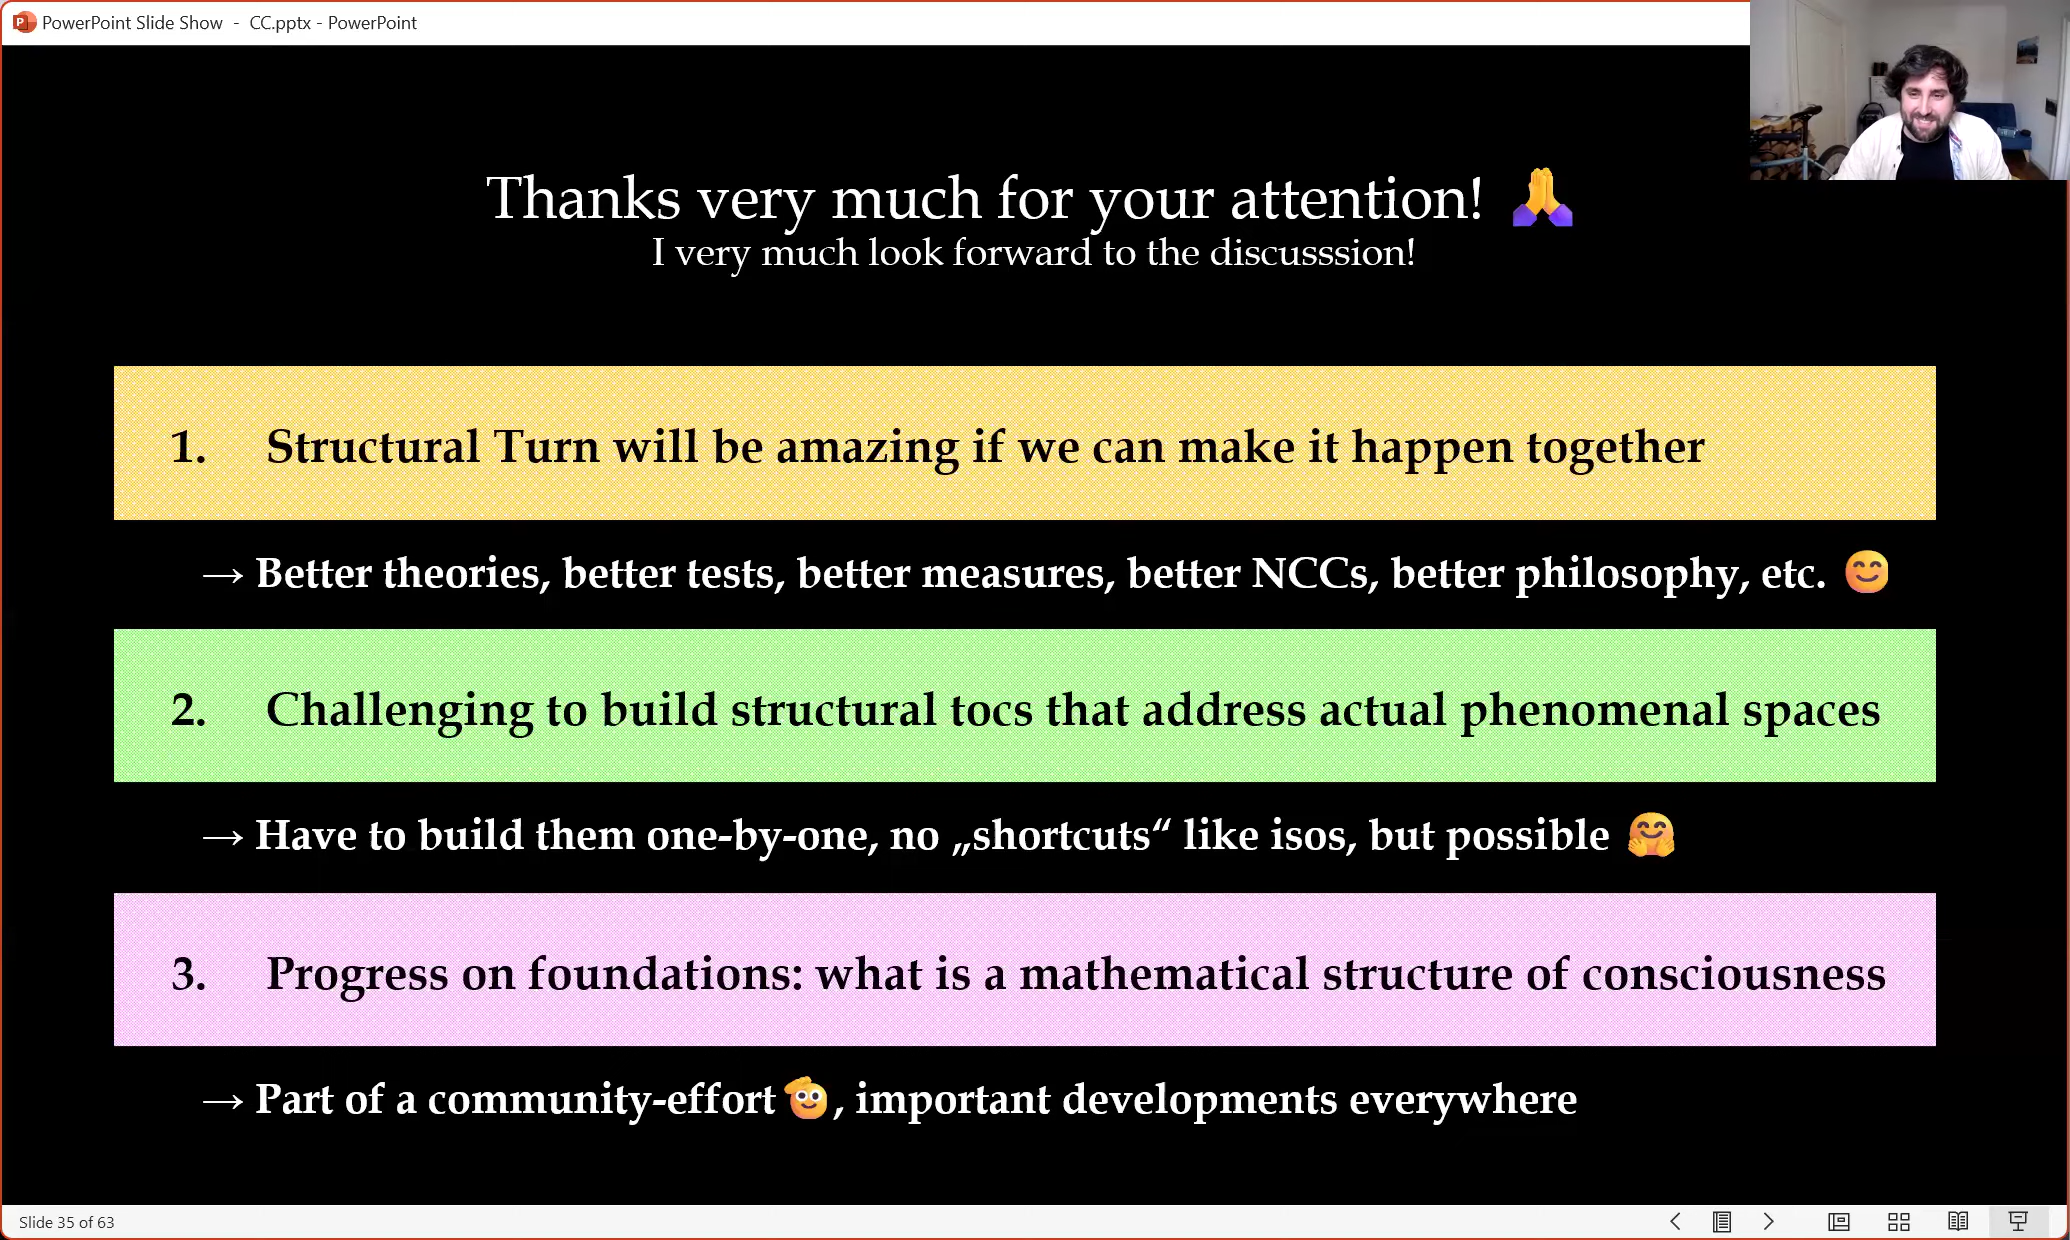 PowerPoint Slide Show - CC.pptx - PowerPoint
Thanks very much for your attention! 🙏
I very much look forward to the discusssion!
1. Structural Turn will be amazing if we can make it happen together
→ Better theories, better tests, better measures, better NCCs, better philosophy, etc. 😊
2. Challenging to build structural tocs that address actual phenomenal spaces
→ Have to build them one-by-one, no „shortcuts“ like isos, but possible 🤗
3. Progress on foundations: what is a mathematical structure of consciousness
→ Part of a community-effort 🫡, important developments everywhere
Slide 35 of 63